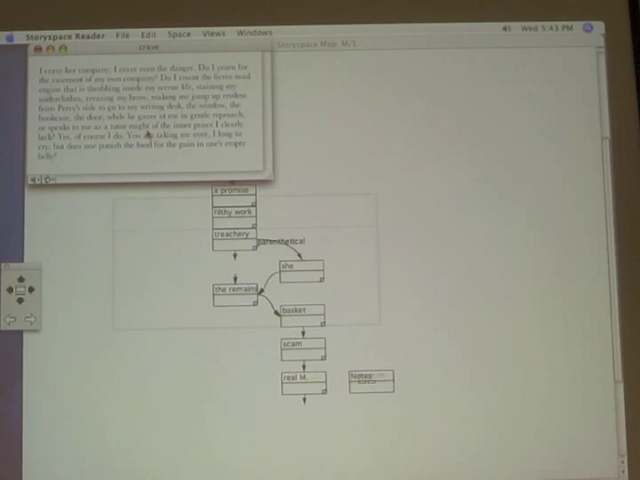 Storyspace Reader File Edit Space Views Windows Wed 5:43 PM
crave
Storyspace Map: M/S
I crave her company; I crave even the danger. Do I yearn for
the easement of my own company? Do I resent the fierce mad
engine that is throbbing inside my serene life, staining my
underclothes, creasing my brow, making me jump up restless
from Percy's side to go to my writing desk, the window, the
bookcase, the door, while he gazes at me in gentle reproach,
or speaks to me as a tutor might of the inner peace I clearly
lack? Yes, of course I do. You are taking me over. I long to
cry, but does one punish the food for the pain in one's empty
belly?
a promise
filthy work
treachery
parenthetical
she
the remains
basket
scam
real M.
Notes